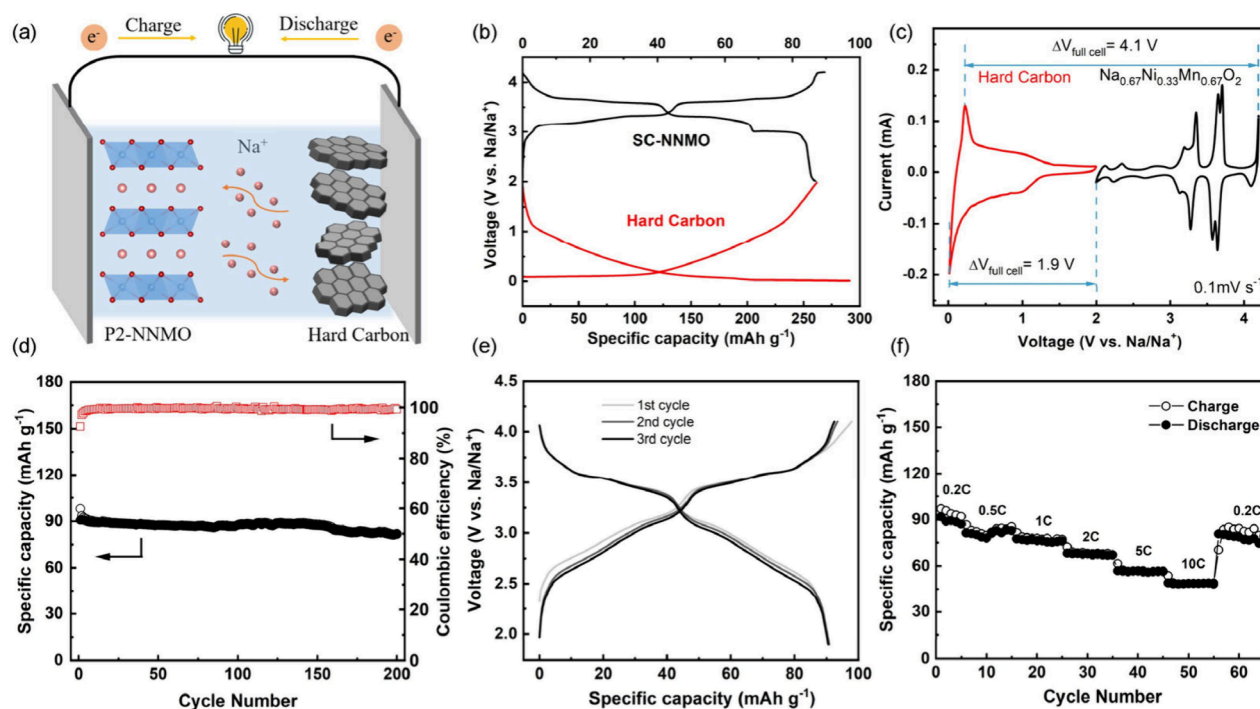 (a)
e⁻
Charge
Discharge
e⁻
Na⁺
P2-NNMO
Hard Carbon
(b)
0 20 40 60 80 100
Voltage (V vs. Na/Na⁺)
4
3
2
1
0
SC-NNMO
Hard Carbon
0 50 100 150 200 250 300
Specific capacity (mAh g⁻¹)
(c)
Current (mA)
0.2
0.1
0.0
-0.1
-0.2
ΔV_full cell = 4.1 V
Hard Carbon
Na₀.₆₇Ni₀.₃₃Mn₀.₆₇O₂
ΔV_full cell = 1.9 V
0.1mV s⁻¹
0 1 2 3 4
Voltage (V vs. Na/Na⁺)
(d)
Specific capacity (mAh g⁻¹)
180
150
120
90
60
30
0
100
80
60
40
20
0
Coulombic efficiency (%)
0 50 100 150 200
Cycle Number
(e)
Voltage (V vs. Na/Na⁺)
4.5
4.0
3.5
3.0
2.5
2.0
1st cycle
2nd cycle
3rd cycle
0 20 40 60 80 100
Specific capacity (mAh g⁻¹)
(f)
Specific capacity (mAh g⁻¹)
180
150
120
90
60
30
0
Charge
Discharge
0.2C
0.5C
1C
2C
5C
10C
0.2C
0 10 20 30 40 50 60
Cycle Number